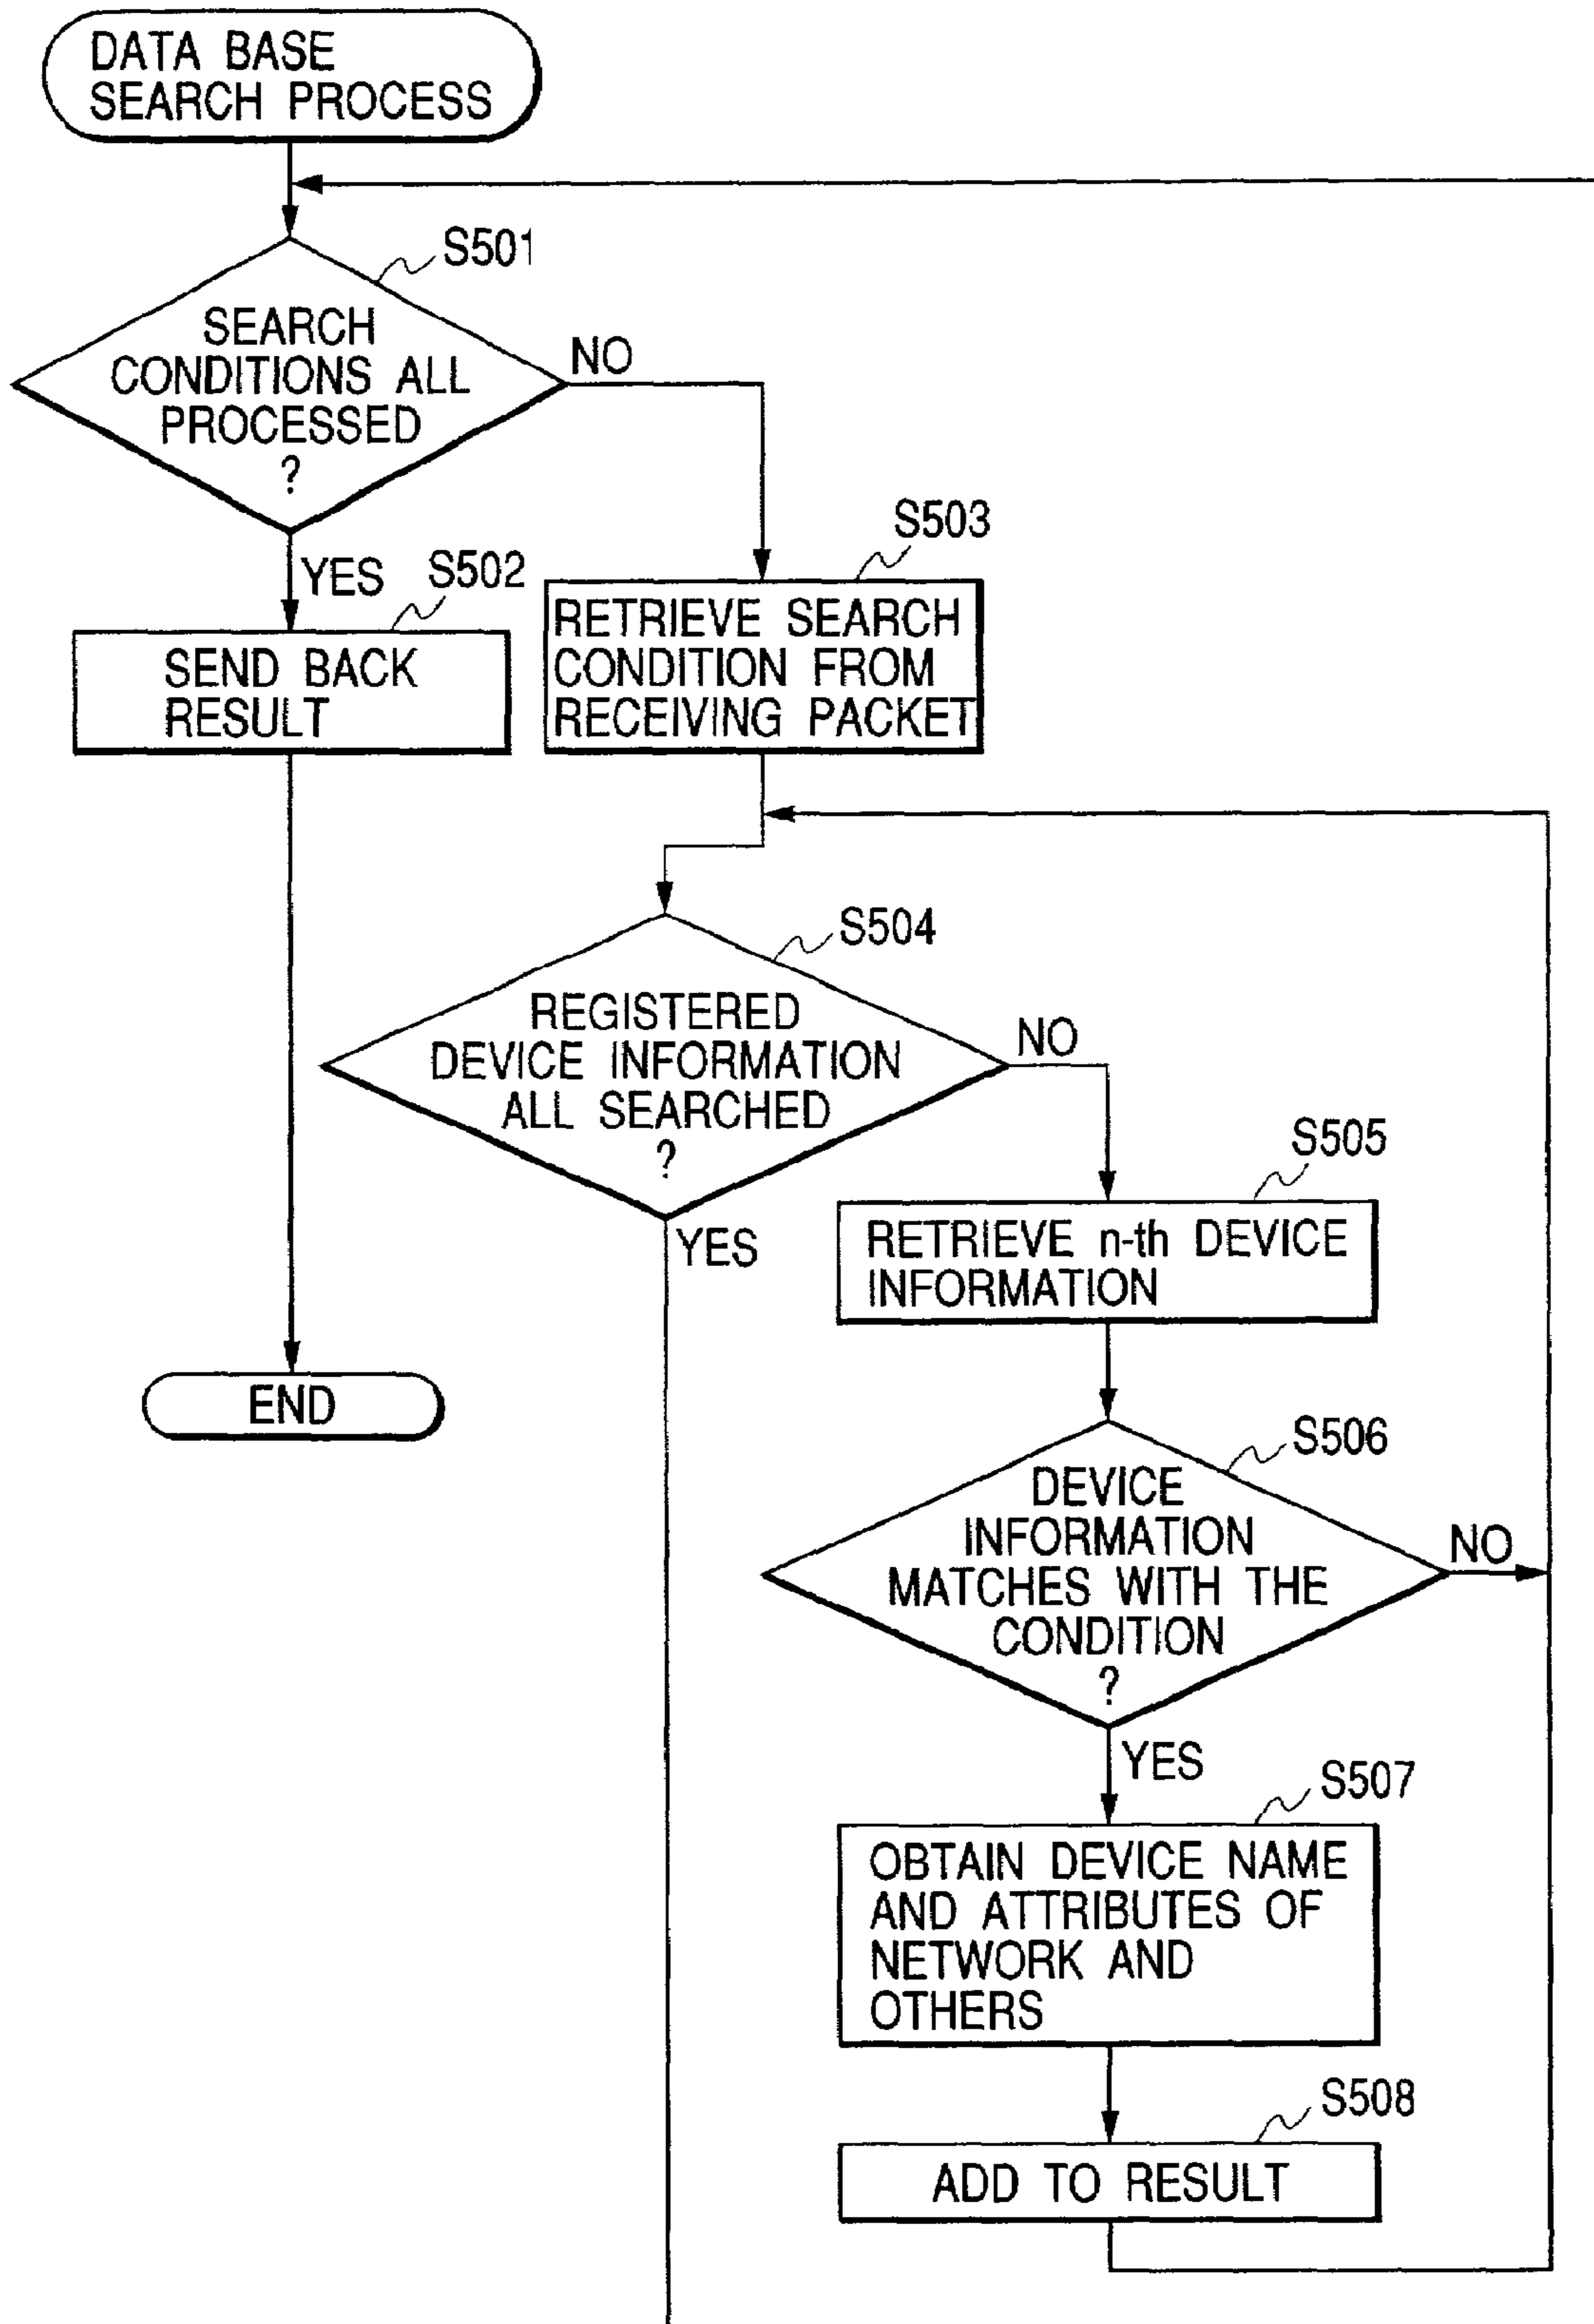 DATA BASE
SEARCH PROCESS
S501
SEARCH
CONDITIONS ALL
PROCESSED
?
NO
YES
S502
SEND BACK
RESULT
S503
RETRIEVE SEARCH
CONDITION FROM
RECEIVING PACKET
S504
REGISTERED
DEVICE INFORMATION
ALL SEARCHED
?
NO
YES
S505
RETRIEVE n-th DEVICE
INFORMATION
END
S506
DEVICE
INFORMATION
MATCHES WITH THE
CONDITION
?
NO
YES
S507
OBTAIN DEVICE NAME
AND ATTRIBUTES OF
NETWORK AND
OTHERS
S508
ADD TO RESULT